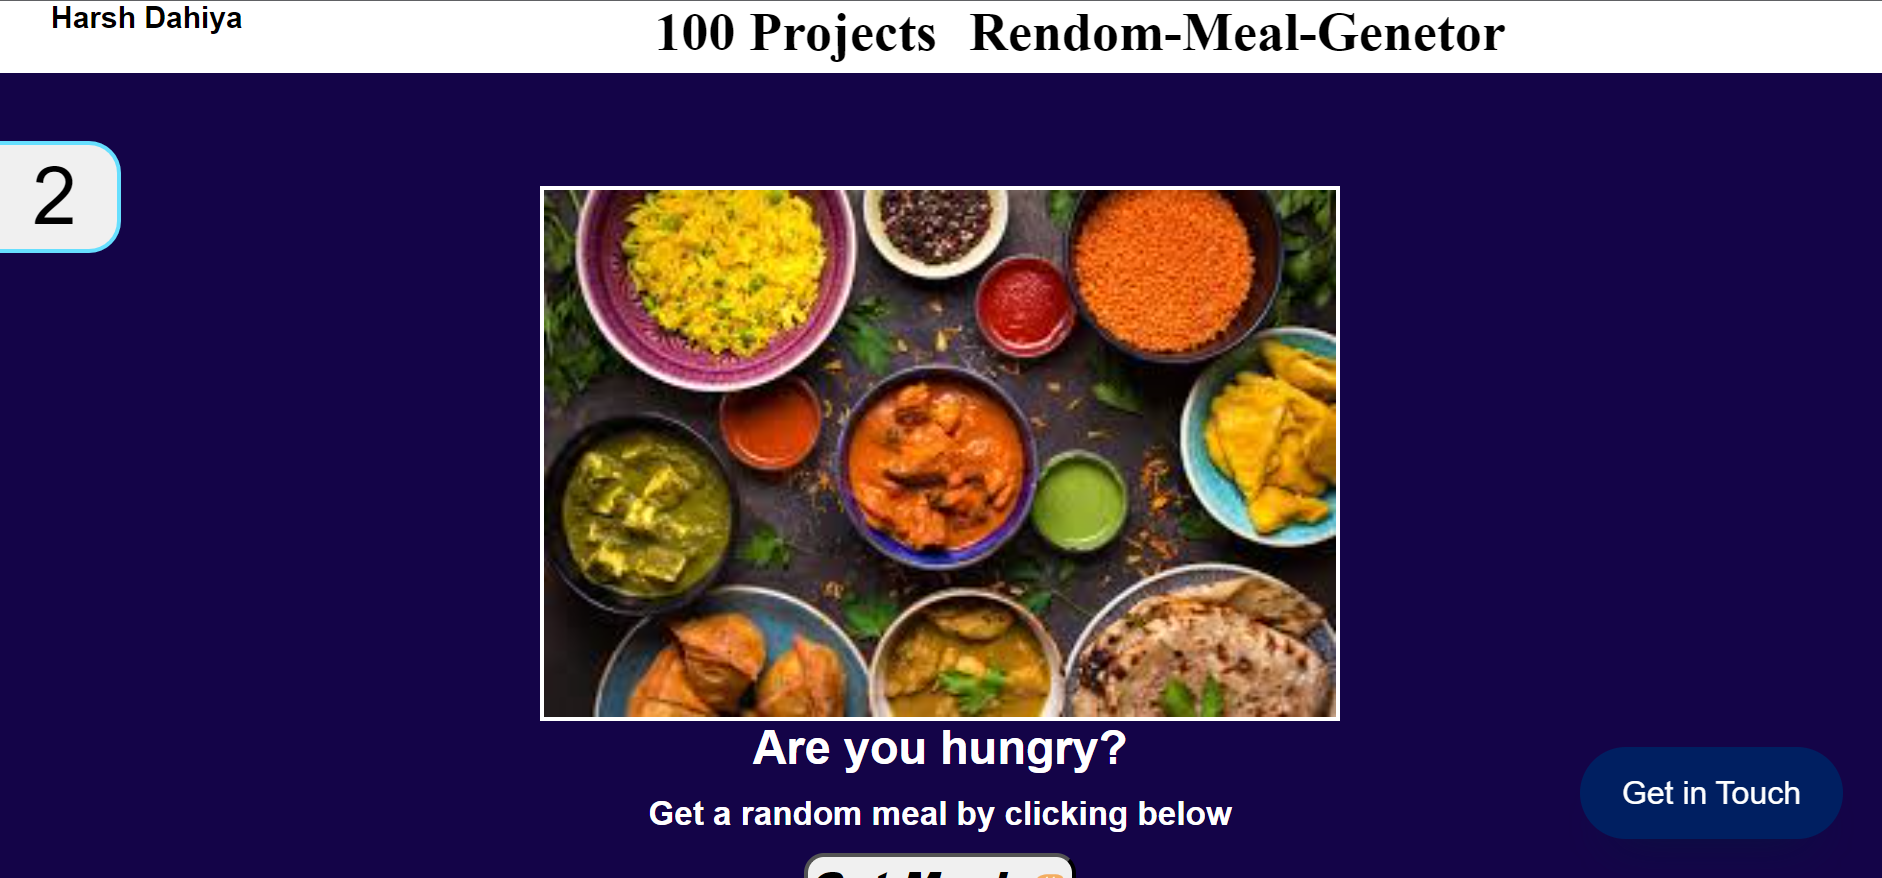 Harsh Dahiya
100 Projects Rendom-Meal-Genetor
2
Are you hungry?
Get a random meal by clicking below
Get in Touch